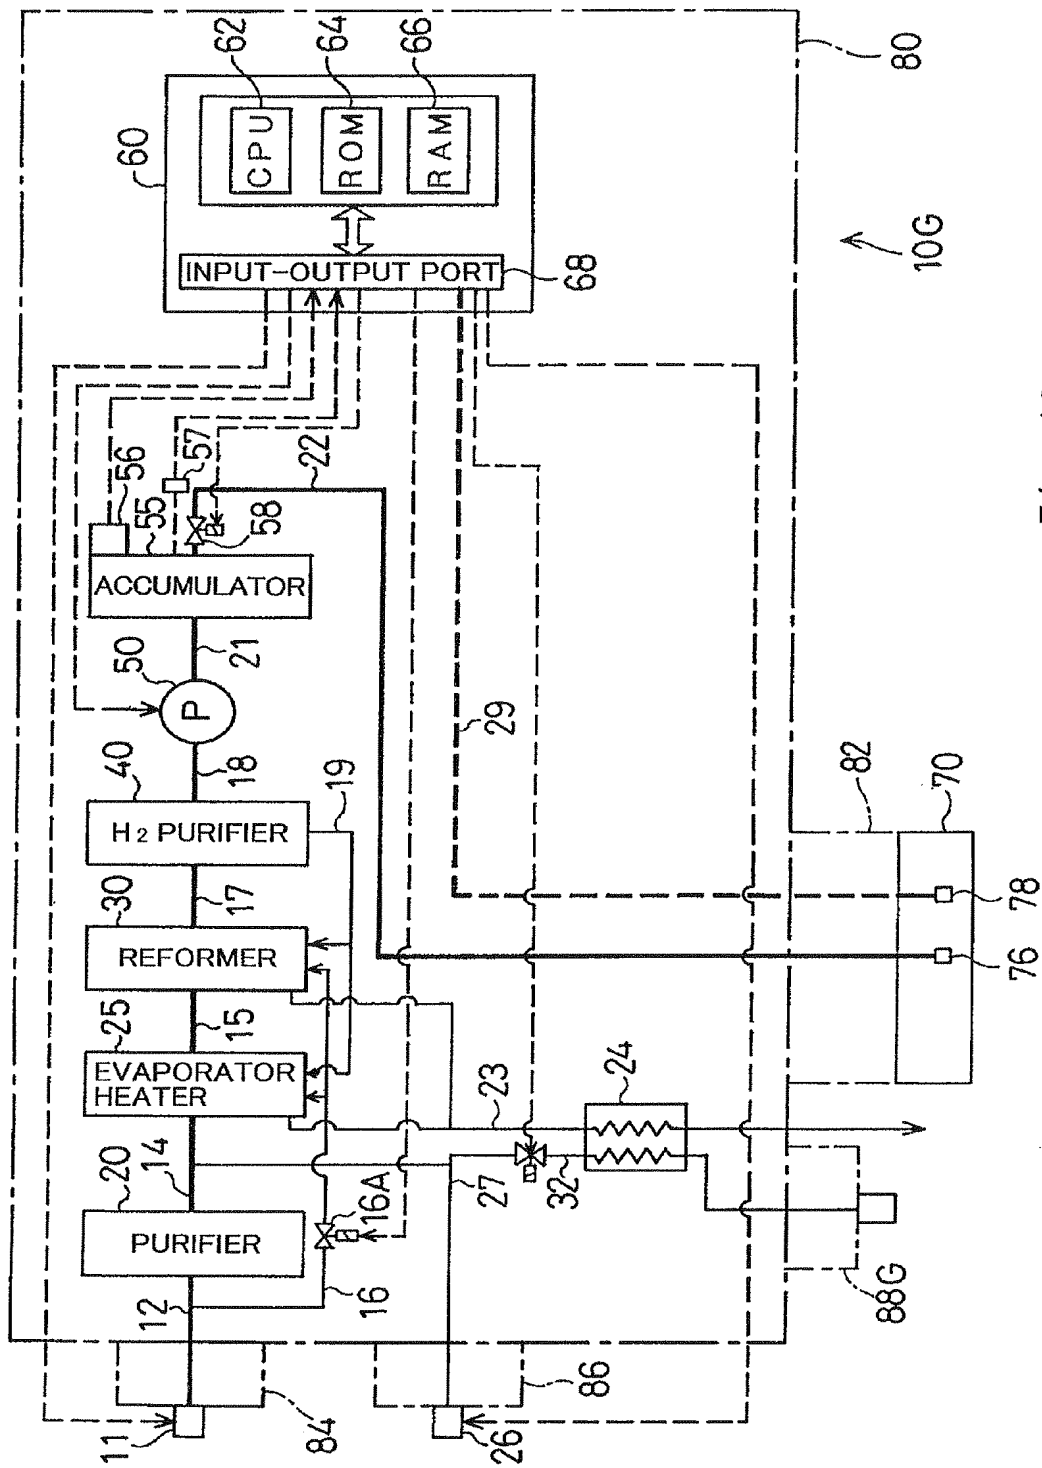 11
12
20
PURIFIER
14
25
EVAPORATOR
HEATER
15
30
REFORMER
17
40
H₂ PURIFIER
18
50
P
21
55
56
ACCUMULATOR
57
58
22
60
62
CPU
64
ROM
66
RAM
INPUT-OUTPUT PORT
68
84
16
16A
19
26
86
27
32
23
24
29
88G
82
70
76
78
80
10G